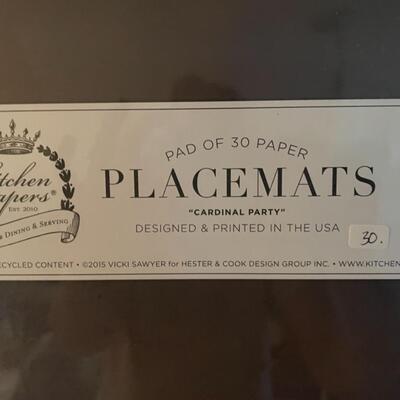 PAD OF 30 PAPER
PLACEMATS
"CARDINAL PARTY"
DESIGNED & PRINTED IN THE USA
30.
itchen
apers®
EST. 2010
DINING & SERVING
ECYCLED CONTENT • ©2015 VICKI SAWYER for HESTER & COOK DESIGN GROUP INC. • WWW.KITCHEN